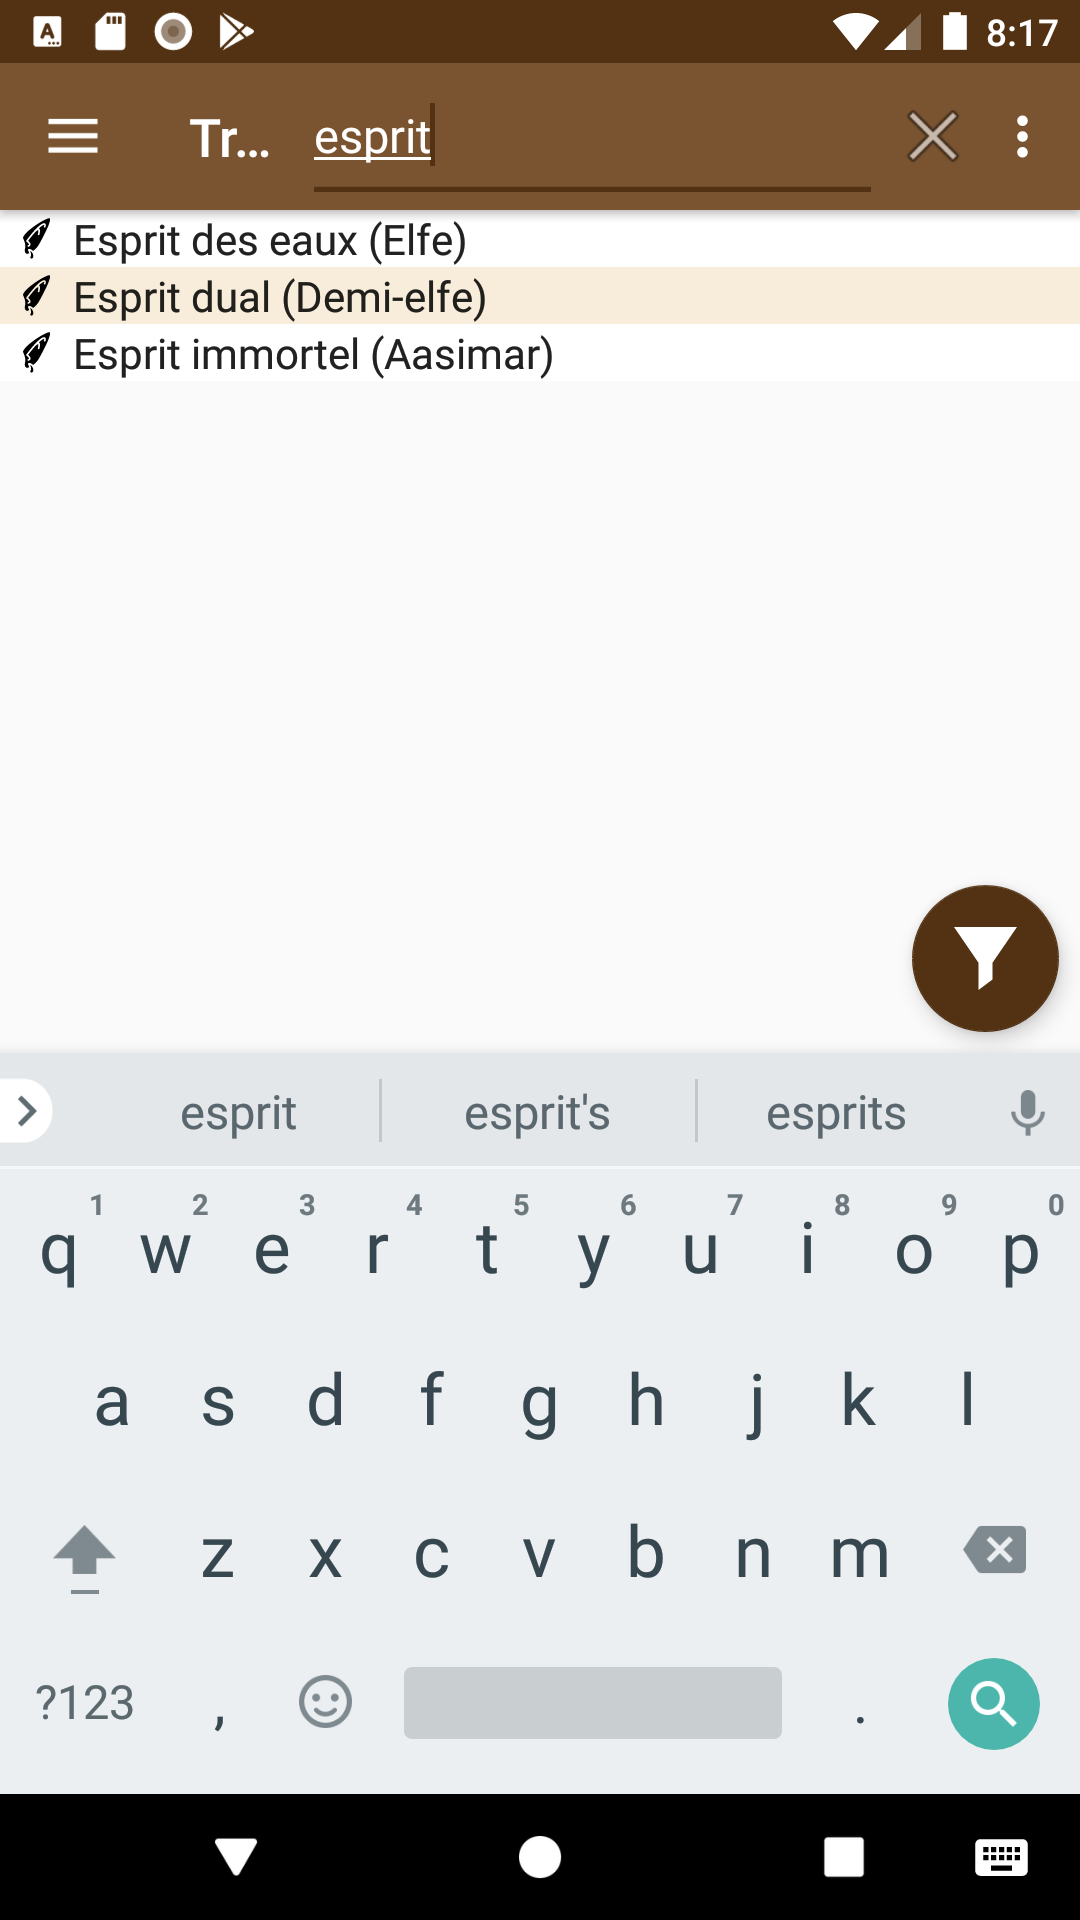 8:17
Tr... esprit
Esprit des eaux (Elfe)
Esprit dual (Demi-elfe)
Esprit immortel (Aasimar)
esprit esprit's esprits
1 2 3 4 5 6 7 8 9 0
q w e r t y u i o p
a s d f g h j k l
z x c v b n m
?123 , .